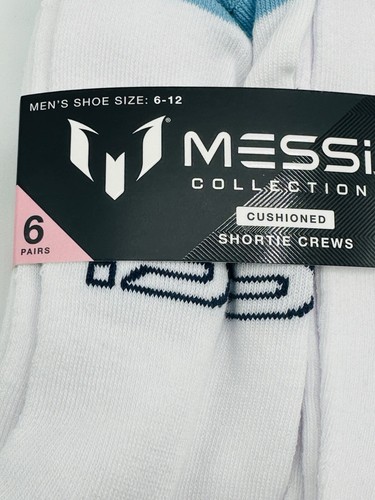 MEN'S SHOE SIZE: 6-12
MESSi
COLLECTION
CUSHIONED
SHORTIE CREWS
6
PAIRS